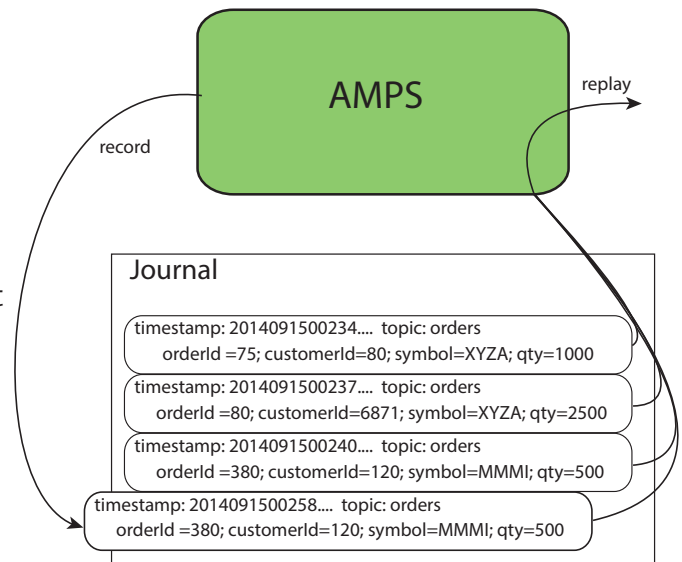 AMPS
replay
record
Journal
timestamp: 2014091500234.... topic: orders
orderId =75; customerId=80; symbol=XYZA; qty=1000
timestamp: 2014091500237.... topic: orders
orderId =80; customerId=6871; symbol=XYZA; qty=2500
timestamp: 2014091500240.... topic: orders
orderId =380; customerId=120; symbol=MMMI; qty=500
timestamp: 2014091500258.... topic: orders
orderId =380; customerId=120; symbol=MMMI; qty=500